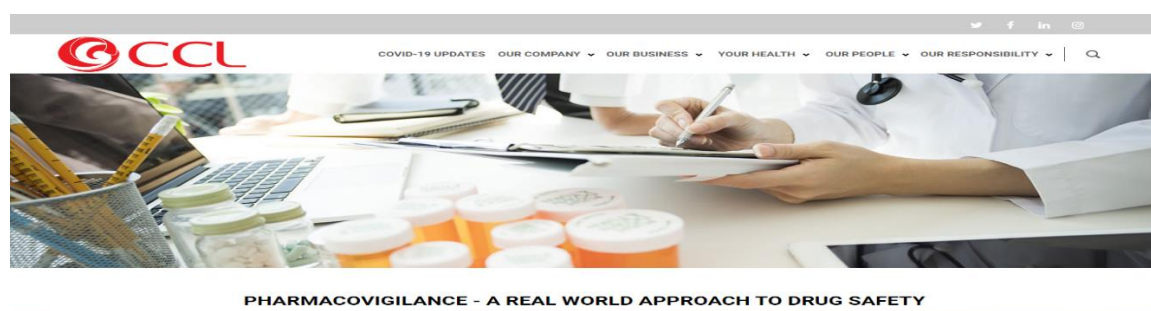 CCL
COVID-19 UPDATES OUR COMPANY OUR BUSINESS YOUR HEALTH OUR PEOPLE OUR RESPONSIBILITY
PHARMACOVIGILANCE - A REAL WORLD APPROACH TO DRUG SAFETY